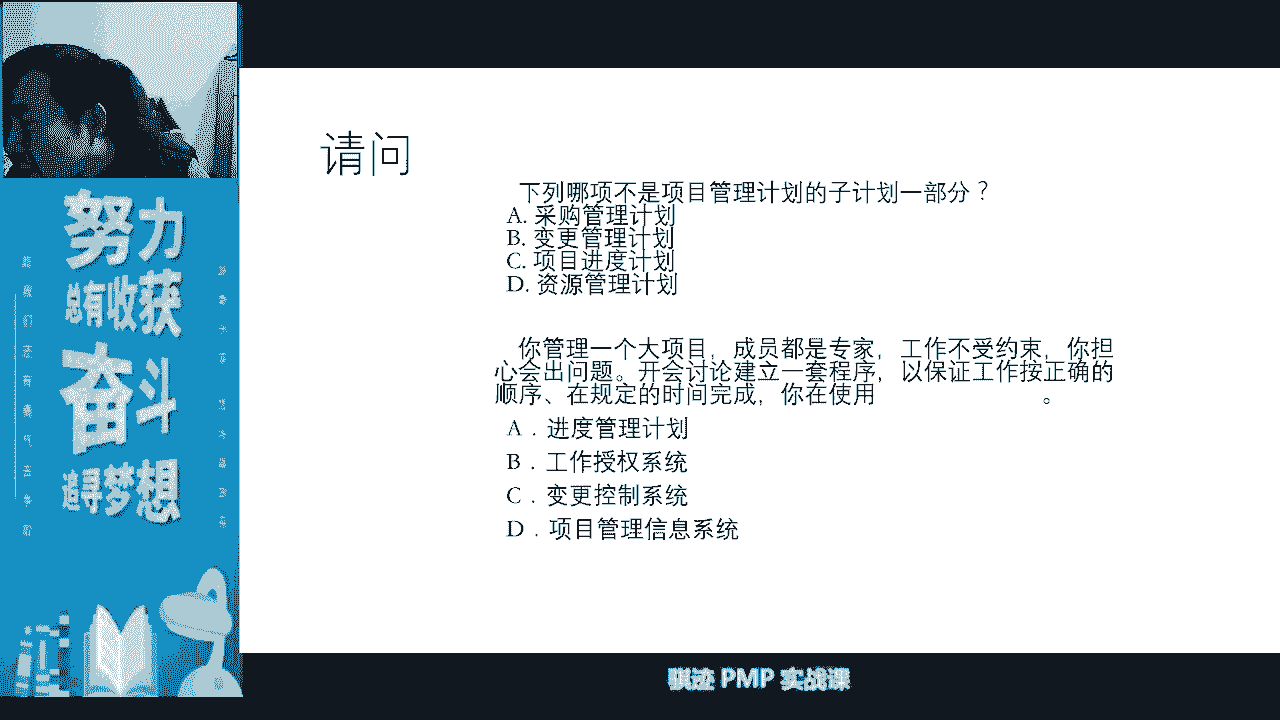 努力
总有收获
奋斗
追寻梦想
请问
下列哪项不是项目管理计划的子计划一部分？
A. 采购管理计划
B. 变更管理计划
C. 项目进度计划
D. 资源管理计划
你管理一个大项目，成员都是专家，工作不受约束，你担
心会出问题。开会讨论建立一套程序，以保证工作按正确的
顺序、在规定的时间完成，你在使用 。
A．进度管理计划
B．工作授权系统
C．变更控制系统
D．项目管理信息系统
骐迹 PMP 实战课